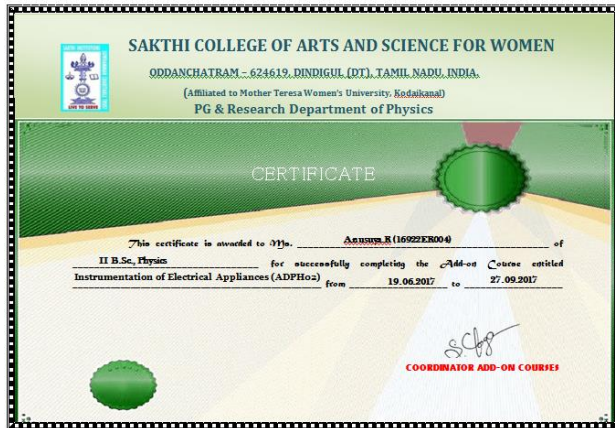 SAKTHI COLLEGE OF ARTS AND SCIENCE FOR WOMEN
ODDANCHATRAM – 624619, DINDIGUL (DT), TAMIL NADU, INDIA.
(Affiliated to Mother Teresa Women's University, Kodaikanal)
PG & Research Department of Physics
CERTIFICATE
This certificate is awarded to Ms. Anusuya.R (16922ER004) of
II B.Sc., Physics for successfully completing the Add-on Course entitled
Instrumentation of Electrical Appliances (ADPH02) from 19.06.2017 to 27.09.2017
COORDINATOR ADD-ON COURSES